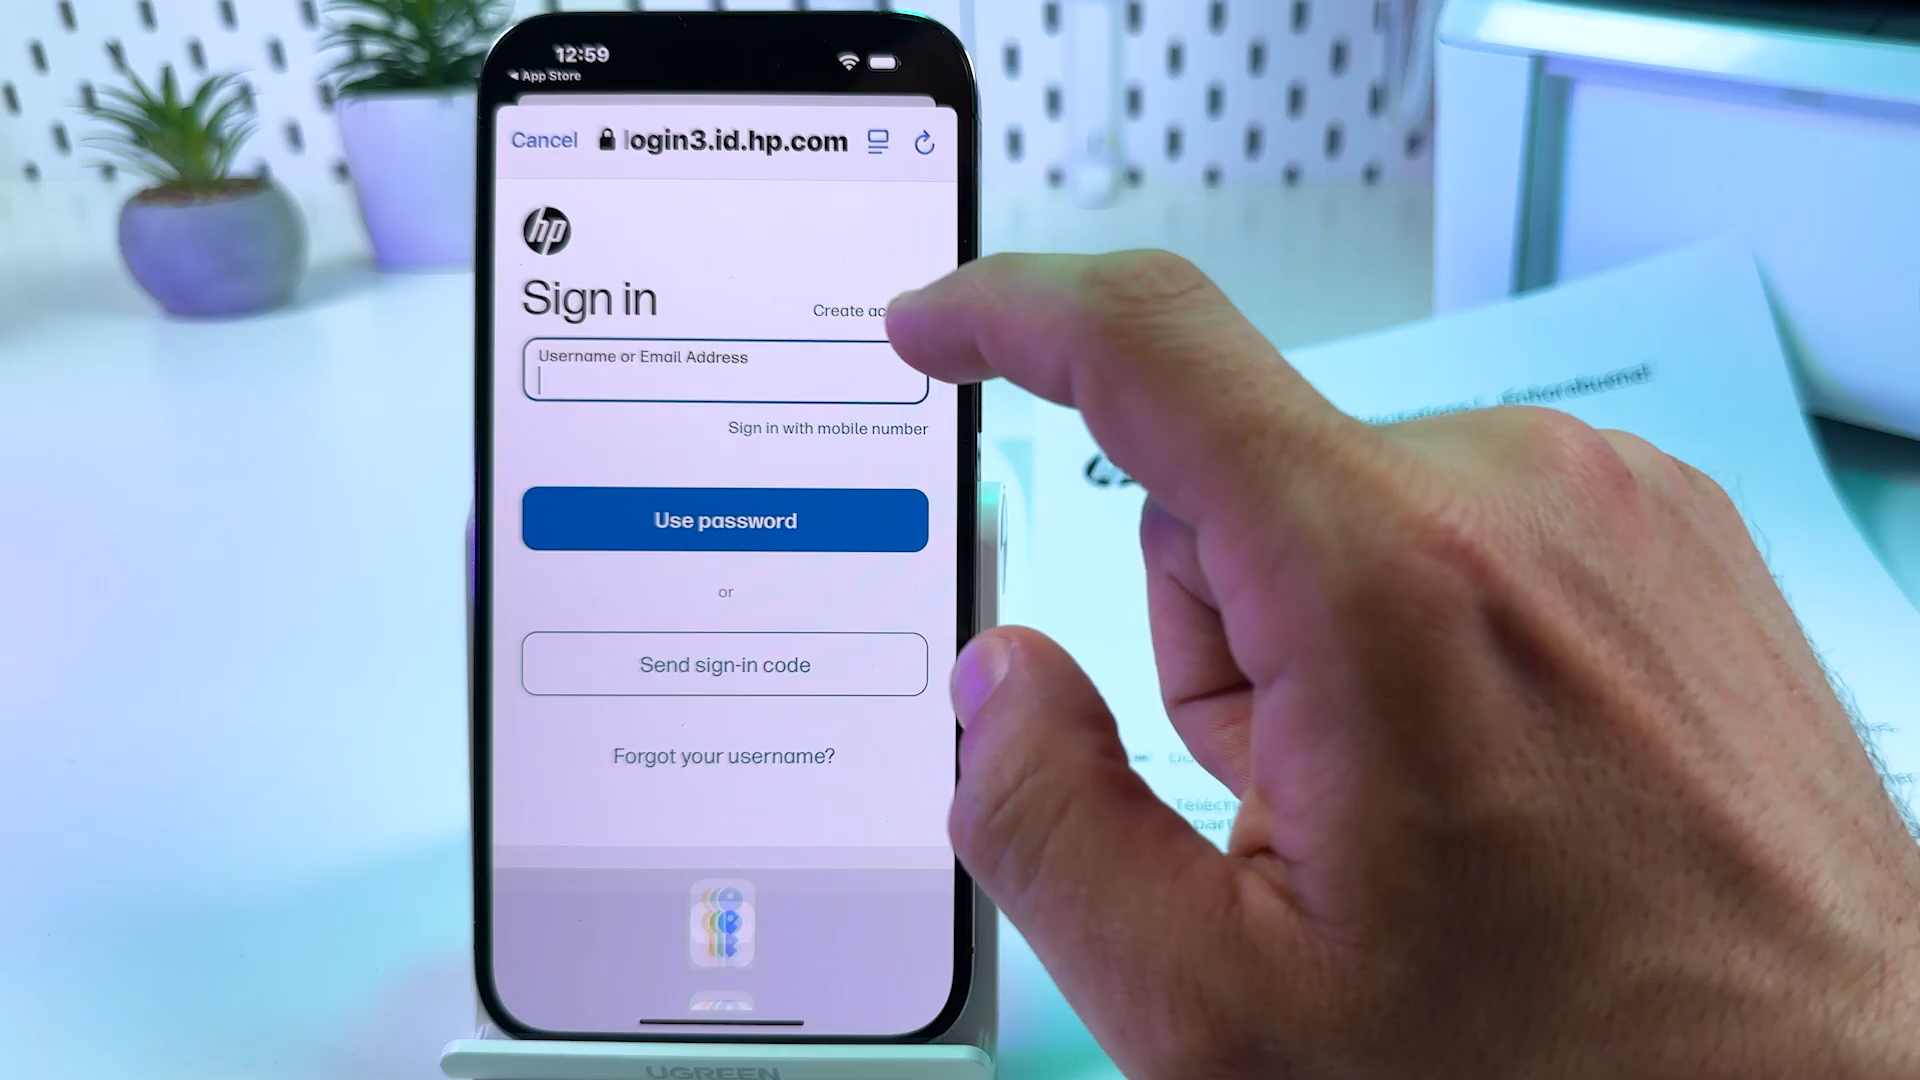 12:59
App Store
Cancel
login3.id.hp.com
hp
Sign in
Create
Username or Email Address
Sign in with mobile number
Use password
or
Send sign-in code
Forgot your username?
UGREEN
Enhorabuena!